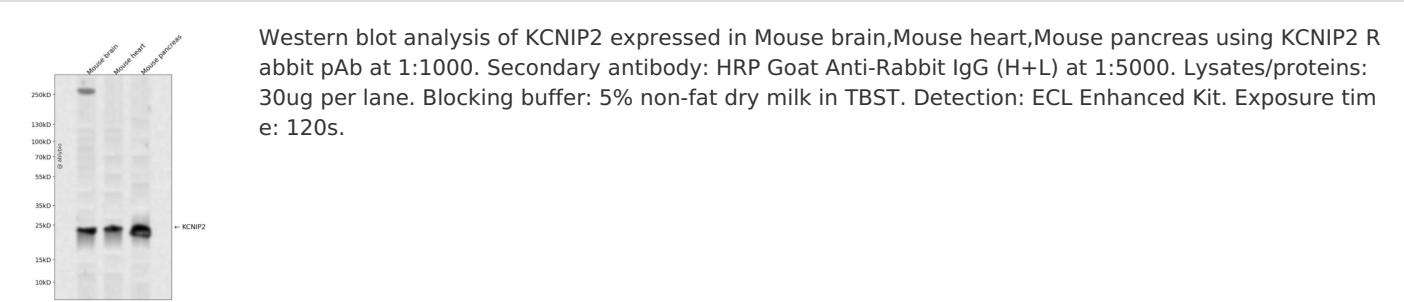 Mouse brain
Mouse heart
Mouse pancreas
250kD
130kD
100kD
70kD
55kD
35kD
25kD
15kD
10kD
@ ablybio
← KCNIP2
Western blot analysis of KCNIP2 expressed in Mouse brain,Mouse heart,Mouse pancreas using KCNIP2 R
abbit pAb at 1:1000. Secondary antibody: HRP Goat Anti-Rabbit IgG (H+L) at 1:5000. Lysates/proteins:
30ug per lane. Blocking buffer: 5% non-fat dry milk in TBST. Detection: ECL Enhanced Kit. Exposure tim
e: 120s.